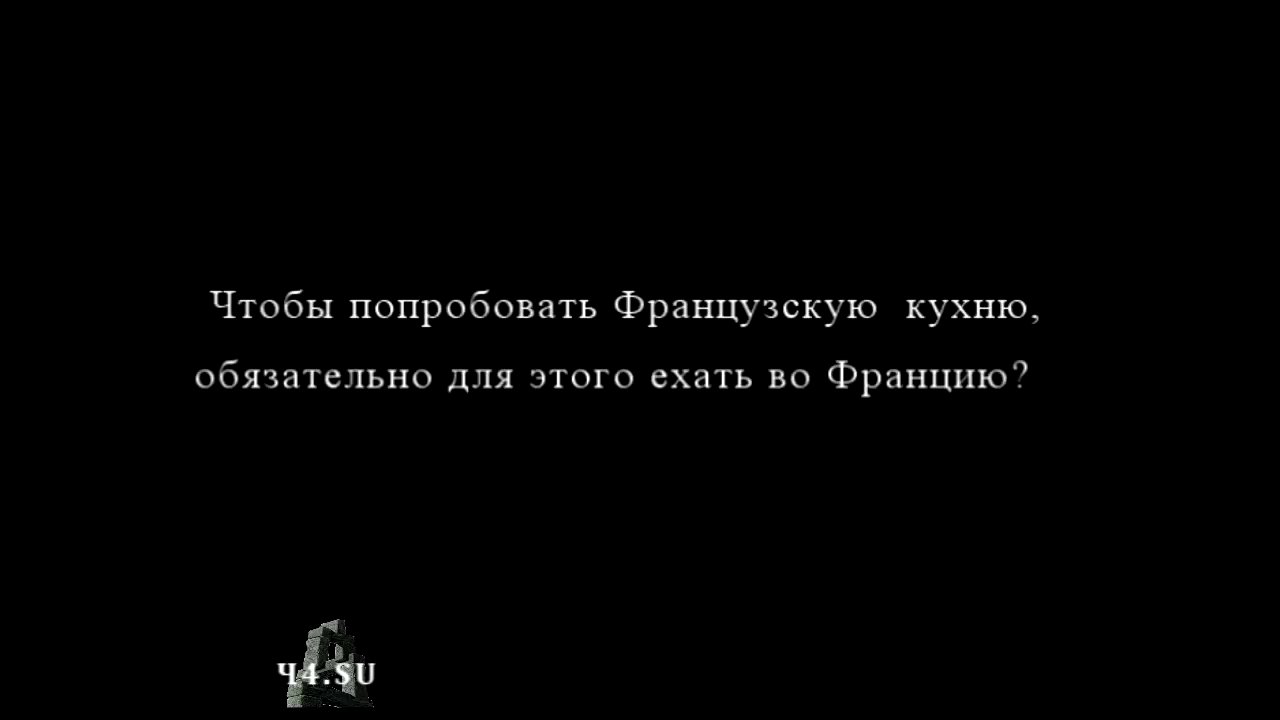 Чтобы попробовать Французскую  кухню,
обязательно для этого ехать во Францию?
Ч4.SU